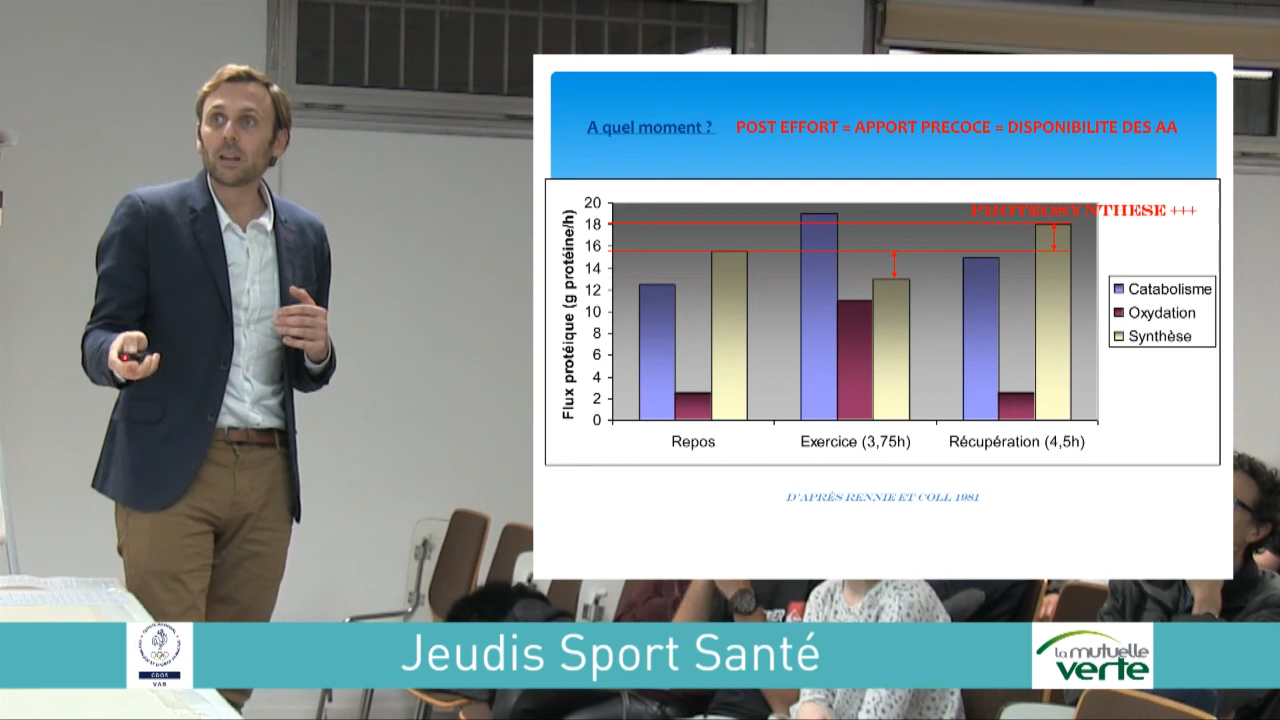 A quel moment ? POST EFFORT = APPORT PRECOCE = DISPONIBILITE DES AA
PROTEOSYNTHESE +++
Flux protéique (g protéine/h)
20
18
16
14
12
10
8
6
4
2
0
Catabolisme
Oxydation
Synthèse
Repos
Exercice (3,75h)
Récupération (4,5h)
D'APRÈS RENNIE ET COLL 1981
Jeudis Sport Santé
CDOS
VAR
la mutuelle
verte